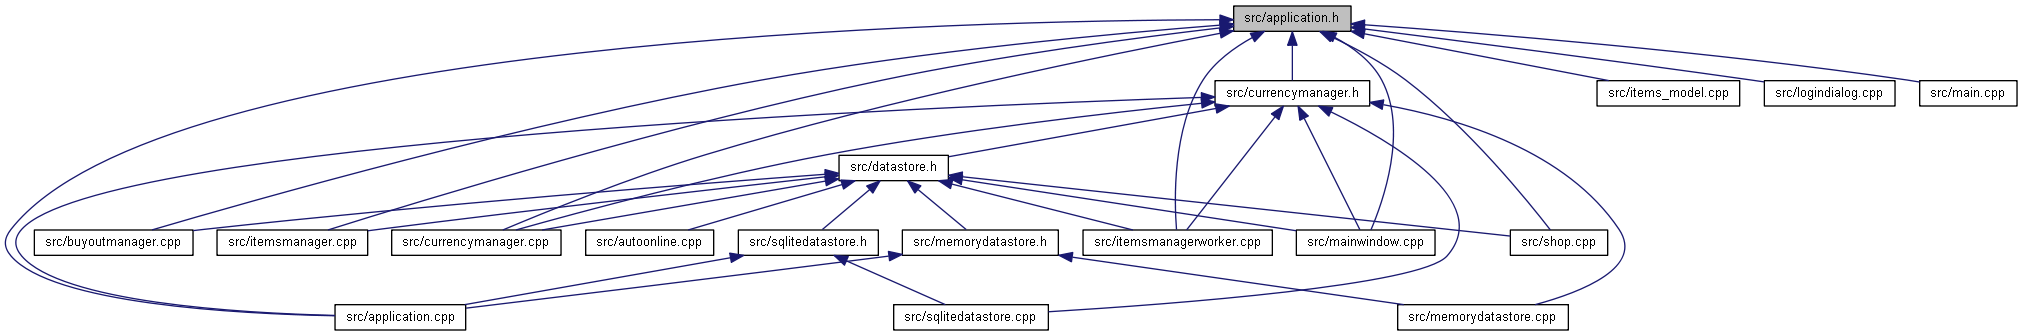 src/application.h
src/currencymanager.h
src/items_model.cpp
src/logindialog.cpp
src/main.cpp
src/datastore.h
src/buyoutmanager.cpp
src/itemsmanager.cpp
src/currencymanager.cpp
src/autoonline.cpp
src/sqlitedatastore.h
src/memorydatastore.h
src/itemsmanagerworker.cpp
src/mainwindow.cpp
src/shop.cpp
src/application.cpp
src/sqlitedatastore.cpp
src/memorydatastore.cpp